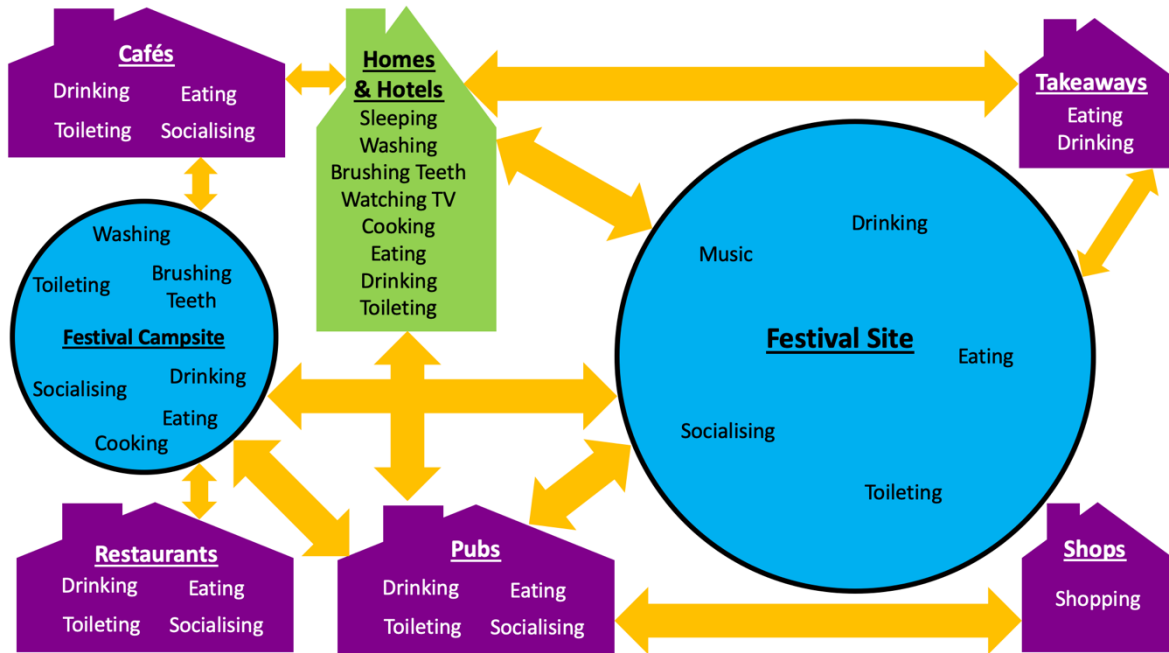 Cafés
Drinking
Eating
Toileting
Socialising
Homes
& Hotels
Sleeping
Washing
Brushing Teeth
Watching TV
Cooking
Eating
Drinking
Toileting
Takeaways
Eating
Drinking
Washing
Toileting
Brushing
Teeth
Festival Campsite
Socialising
Drinking
Eating
Cooking
Drinking
Music
Festival Site
Eating
Socialising
Toileting
Restaurants
Drinking
Eating
Toileting
Socialising
Pubs
Drinking
Eating
Toileting
Socialising
Shops
Shopping